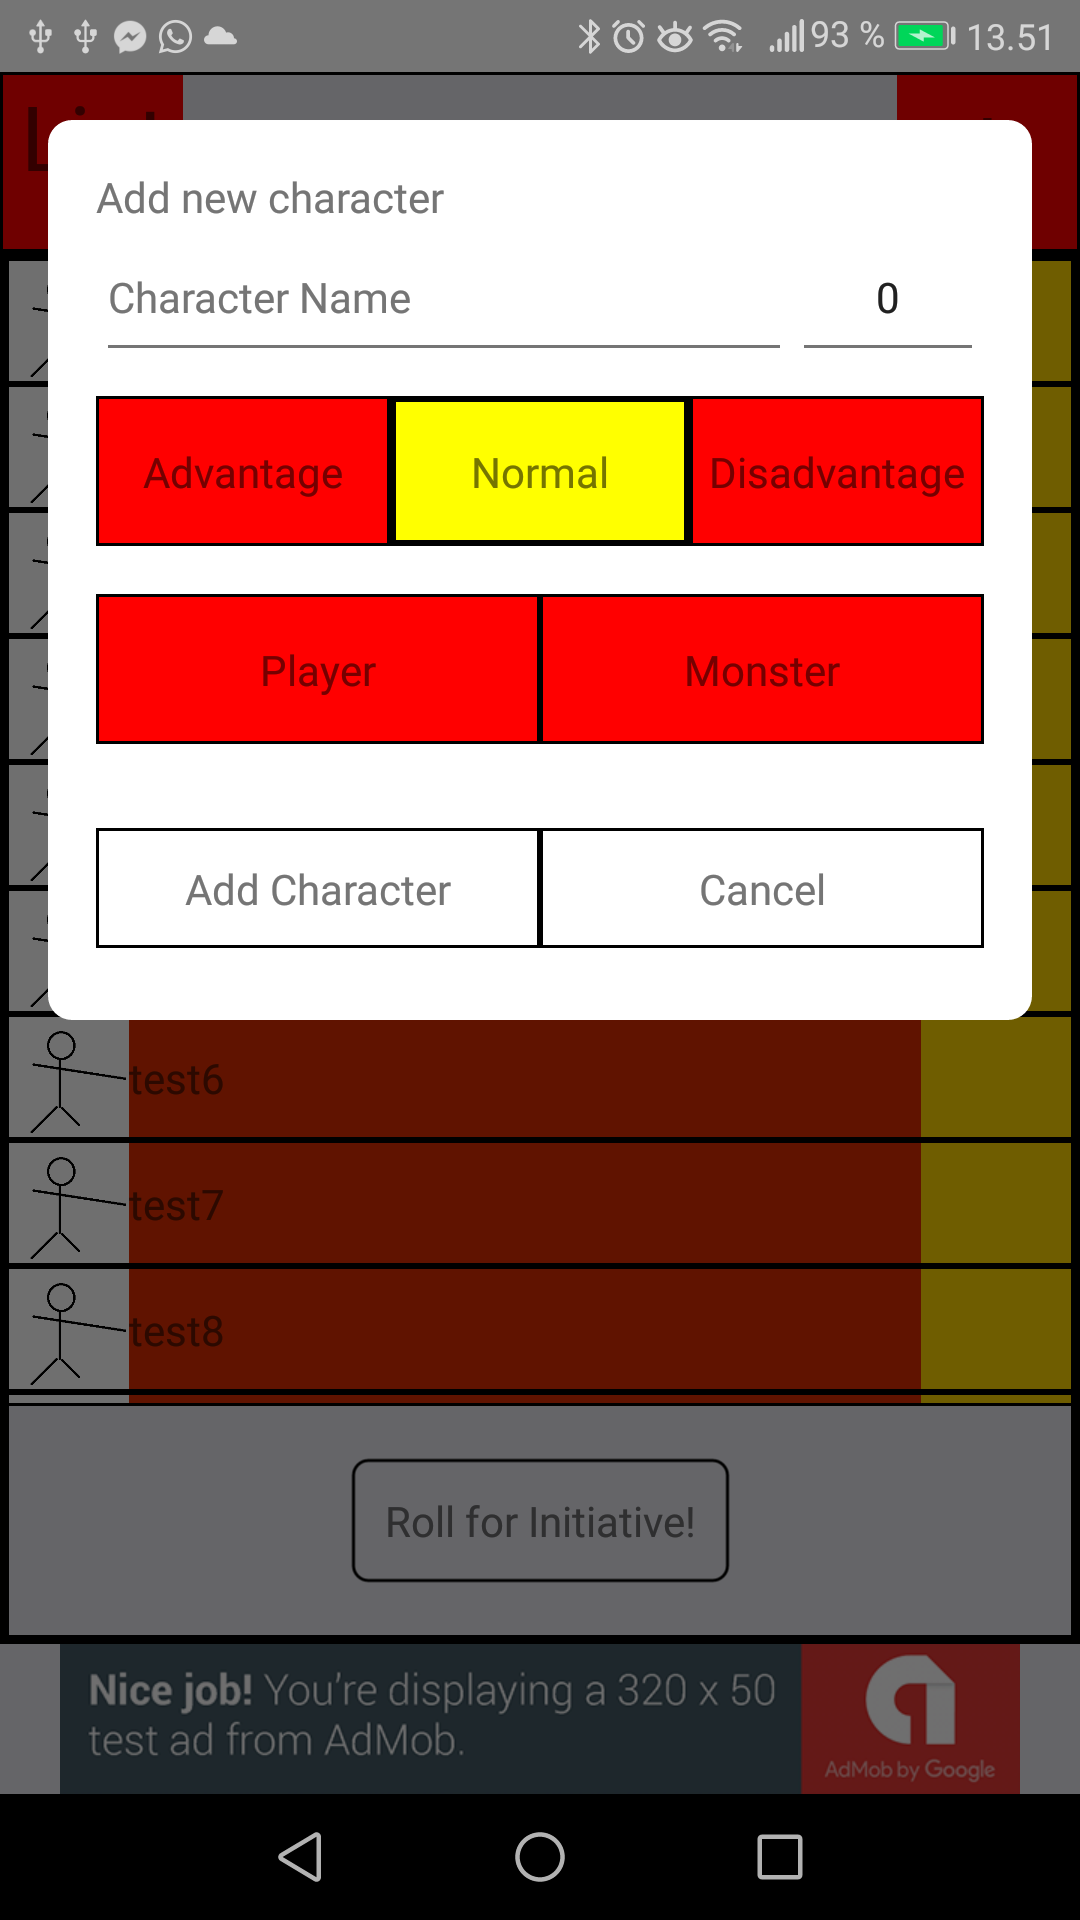 93 % 13.51
Add new character
Character Name 0
Advantage Normal Disadvantage
Player Monster
Add Character Cancel
test6
test7
test8
Roll for Initiative!
Nice job! You're displaying a 320 x 50
test ad from AdMob.
AdMob by Google